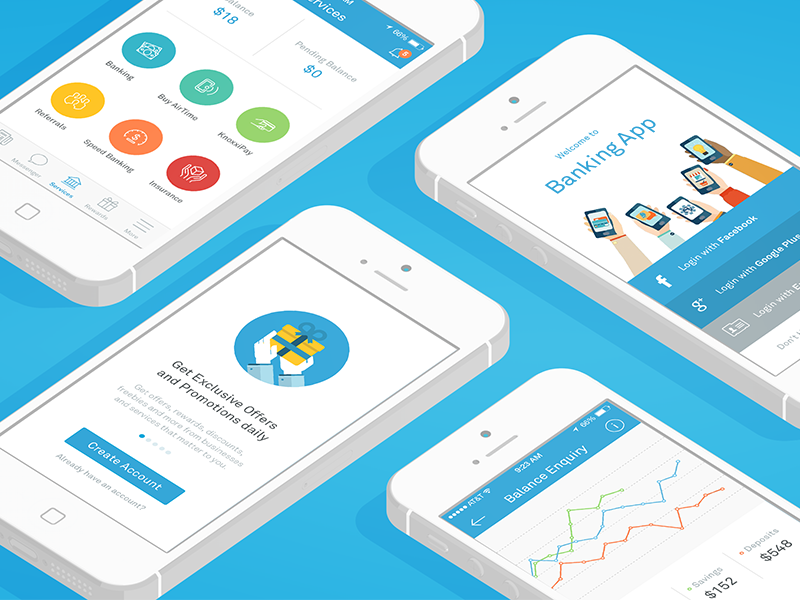 Services
Balance
$18
66%
8
Pending Balance
$0
Banking
Buy AirTime
KnoxxiPay
Referrals
Speed Banking
Insurance
Messenger
Services
Rewards
More
Welcome to
Banking App
Login with Facebook
Login with Google Plus
Login with E
Don't
Get Exclusive Offers
and Promotions daily
Get offers, rewards, discounts,
freebies and more from businesses
and services that matter to you.
Create Account
Already have an account?
AT&T
9:23 AM
66%
Balance Enquiry
Savings
$152
Deposits
$548